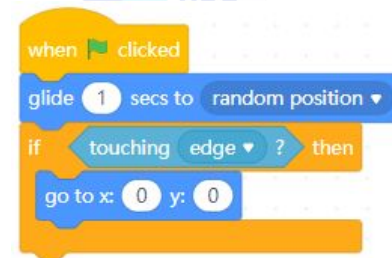 when clicked
glide 1 secs to random position
if touching edge ? then
go to x: 0 y: 0